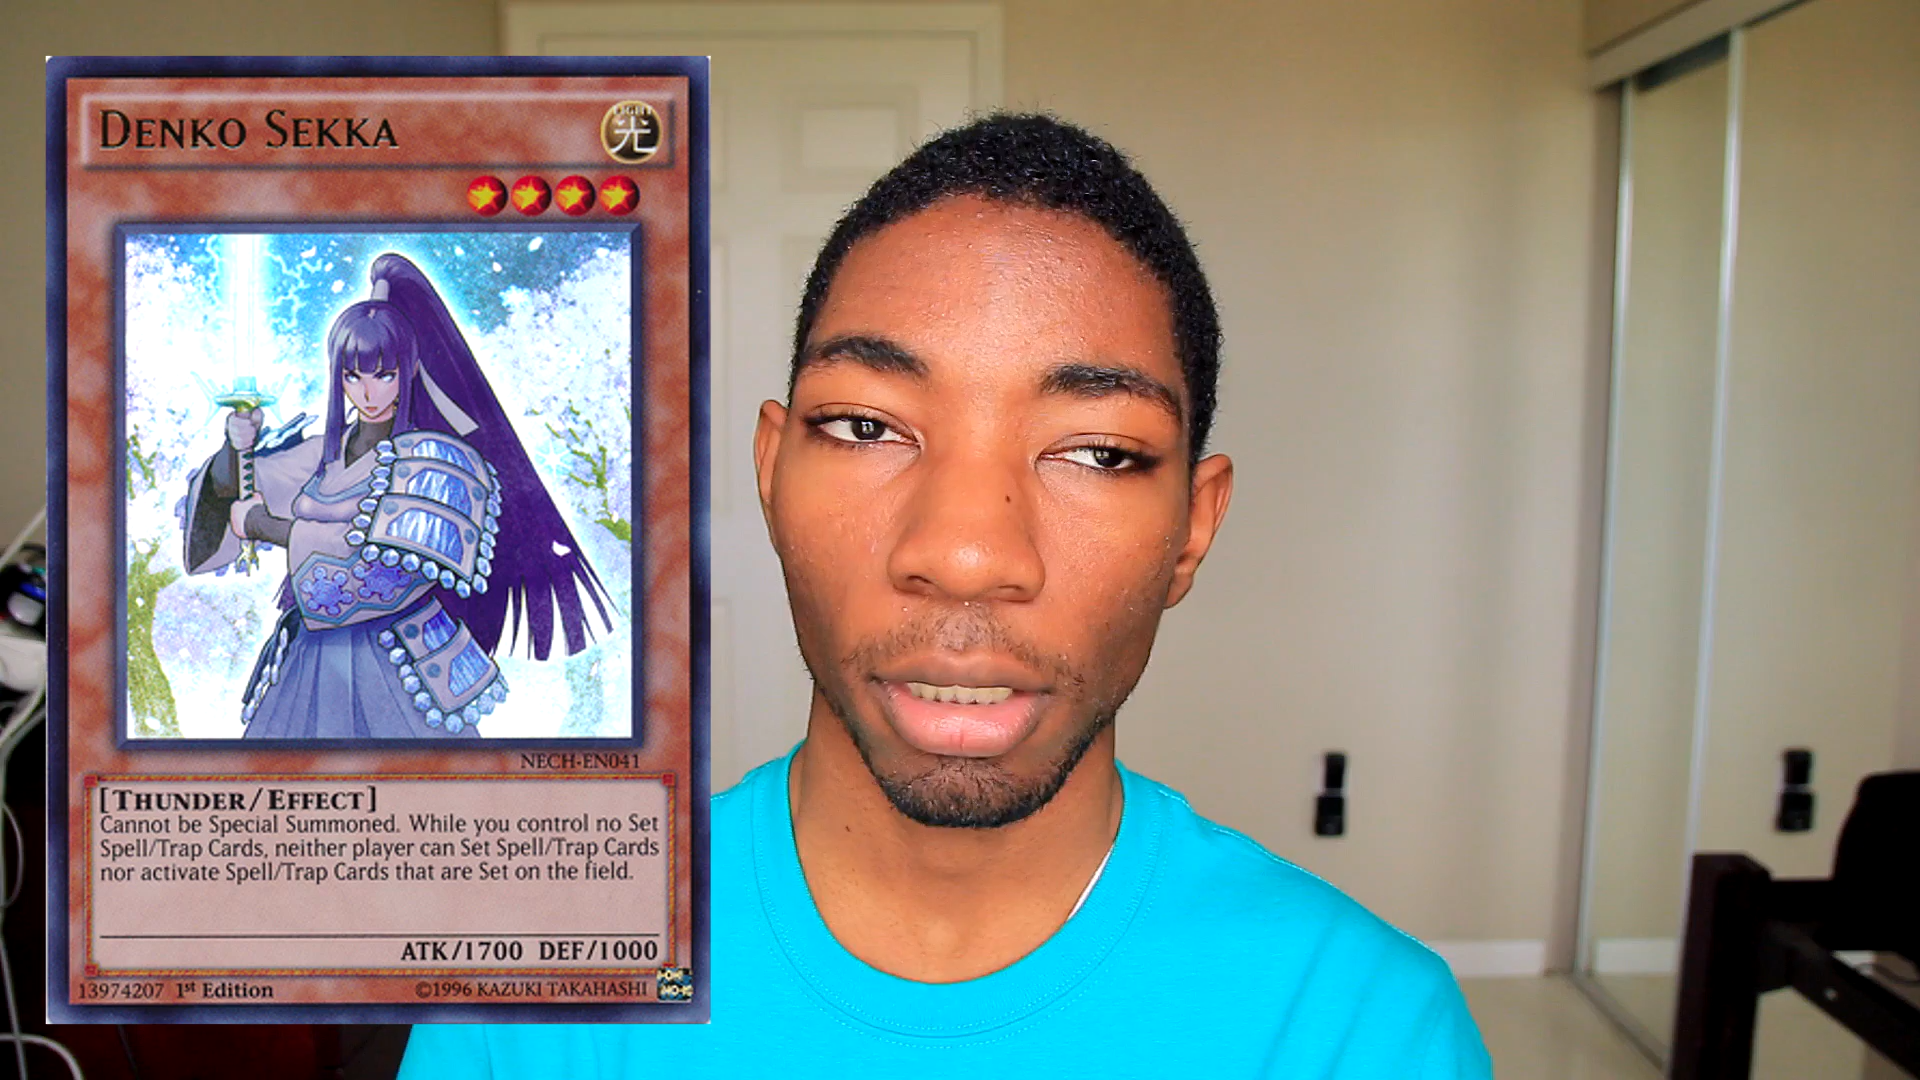 DENKO SEKKA
LIGHT
光
NECH-EN041
[THUNDER/EFFECT]
Cannot be Special Summoned. While you control no Set
Spell/Trap Cards, neither player can Set Spell/Trap Cards
nor activate Spell/Trap Cards that are Set on the field.
ATK/1700 DEF/1000
13974207 1st Edition ©1996 KAZUKI TAKAHASHI